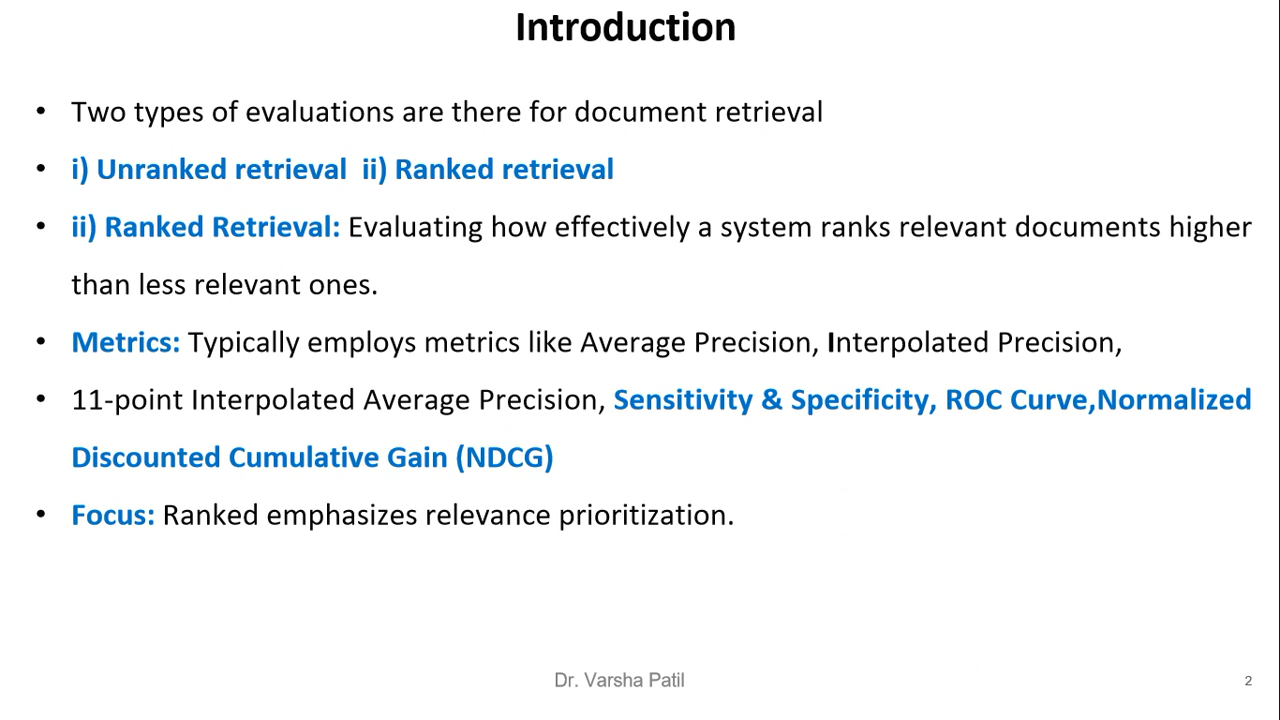 Introduction
• Two types of evaluations are there for document retrieval
• i) Unranked retrieval ii) Ranked retrieval
• ii) Ranked Retrieval: Evaluating how effectively a system ranks relevant documents higher
than less relevant ones.
• Metrics: Typically employs metrics like Average Precision, Interpolated Precision,
• 11-point Interpolated Average Precision, Sensitivity & Specificity, ROC Curve,Normalized
Discounted Cumulative Gain (NDCG)
• Focus: Ranked emphasizes relevance prioritization.
Dr. Varsha Patil
2